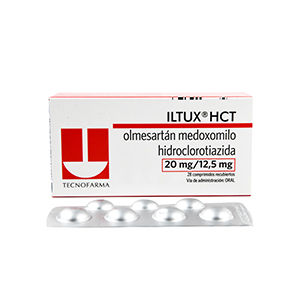 ILTUX® HCT
olmesartán medoxomilo
hidroclorotiazida
20 mg/12,5 mg
28 comprimidos recubiertos
Vía de administración: ORAL
TECNOFARMA